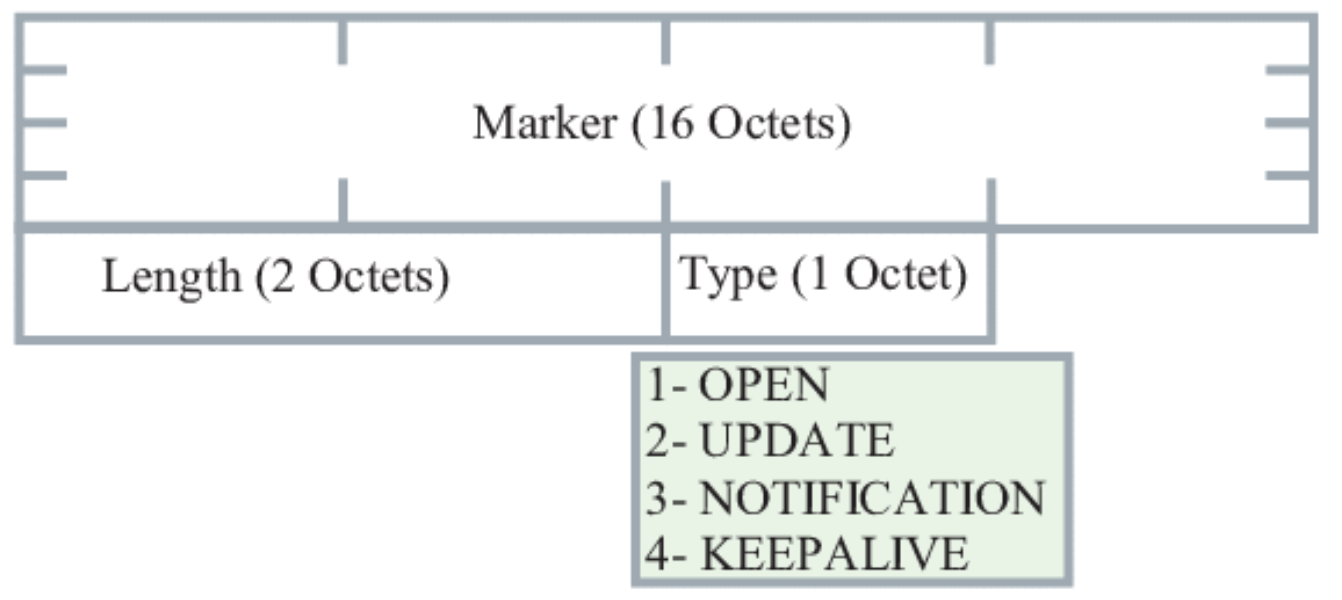 Marker (16 Octets)
Length (2 Octets)
Type (1 Octet)
1- OPEN
2- UPDATE
3- NOTIFICATION
4- KEEPALIVE